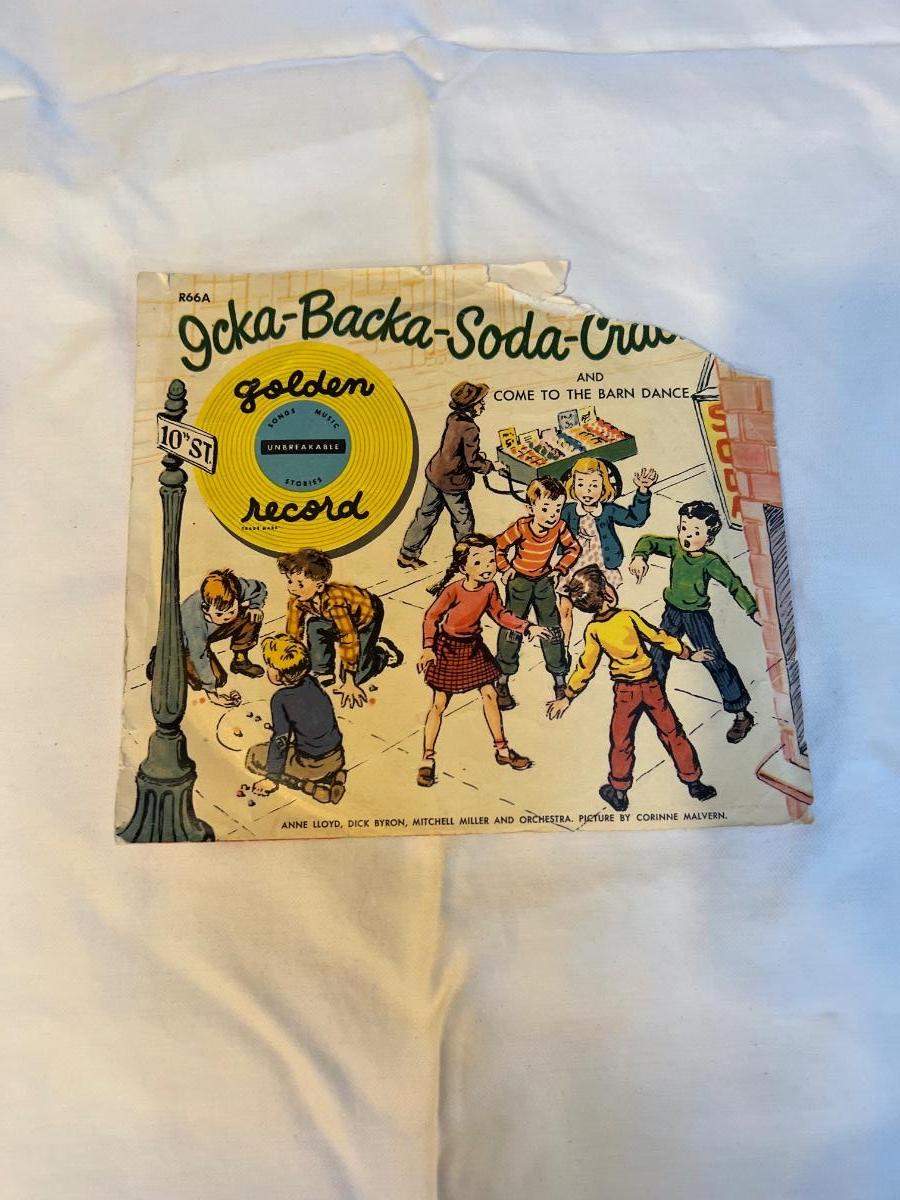 R66A
Icka-Backa-Soda-Crac
AND
COME TO THE BARN DANCE
golden
SONGS MUSIC
UNBREAKABLE
STORIES
record
TRADE MARK
10TH ST
ANNE LLOYD, DICK BYRON, MITCHELL MILLER AND ORCHESTRA. PICTURE BY CORINNE MALVERN.